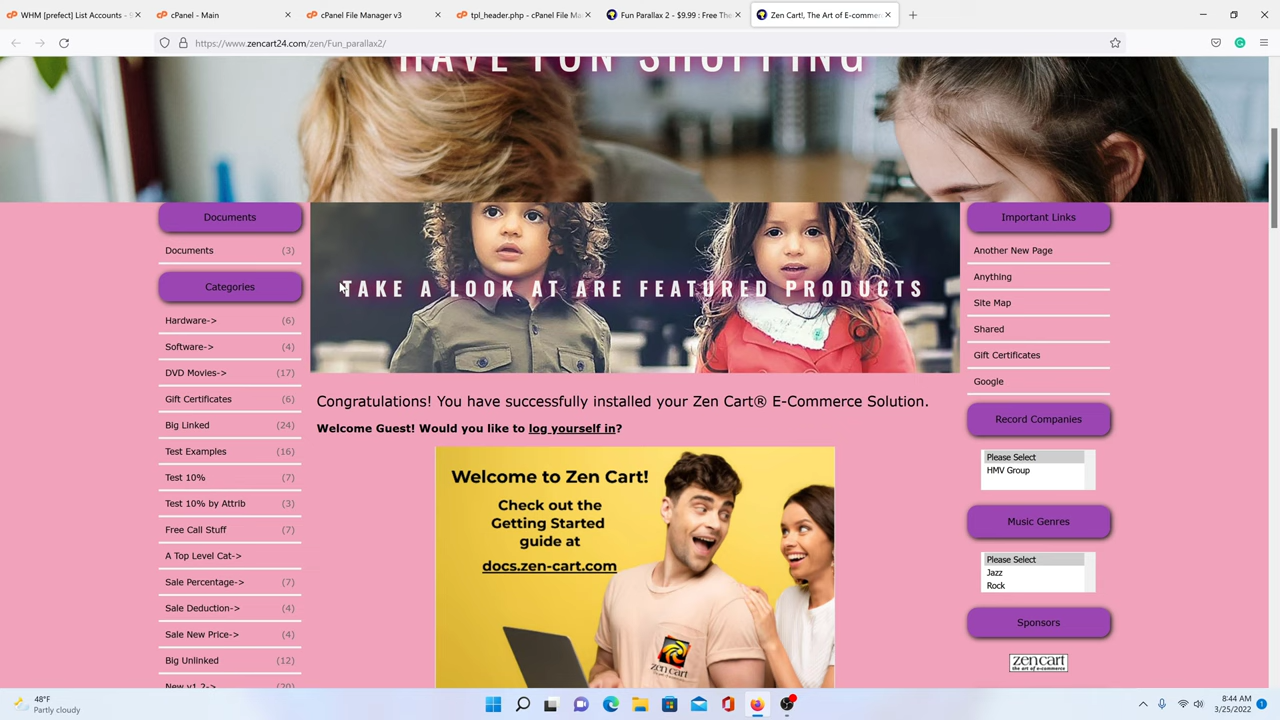 WHM [prefect] List Accounts - 9
cPanel - Main
cPanel File Manager v3
tpl_header.php - cPanel File Ma
Fun Parallax 2 - $9.99 : Free The
Zen Cart!, The Art of E-comme
https://www.zencart24.com/zen/Fun_parallax2/
HAVE FUN SHOPPING
Documents
Documents (3)
Categories
Hardware-> (6)
Software-> (4)
DVD Movies-> (17)
Gift Certificates (6)
Big Linked (24)
Test Examples (16)
Test 10% (7)
Test 10% by Attrib (3)
Free Call Stuff (7)
A Top Level Cat->
Sale Percentage-> (7)
Sale Deduction-> (4)
Sale New Price-> (4)
Big Unlinked (12)
New v1.2-> (20)
TAKE A LOOK AT ARE FEATURED PRODUCTS
Congratulations! You have successfully installed your Zen Cart® E-Commerce Solution.
Welcome Guest! Would you like to log yourself in?
Welcome to Zen Cart!
Check out the
Getting Started
guide at
docs.zen-cart.com
zen cart
Important Links
Another New Page
Anything
Site Map
Shared
Gift Certificates
Google
Record Companies
Please Select
HMV Group
Music Genres
Please Select
Jazz
Rock
Sponsors
zen cart
the art of e-commerce
48°F
Partly cloudy
8:44 AM
3/25/2022
1